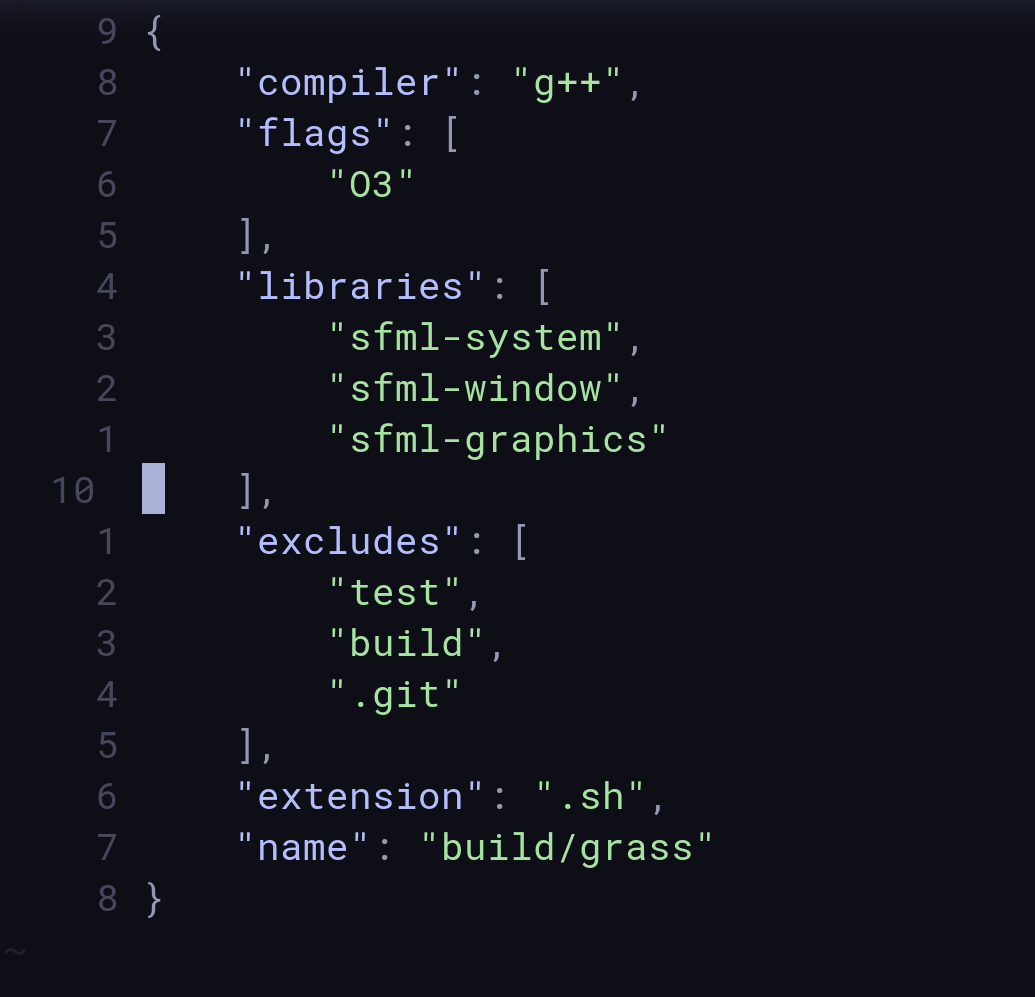 9 {
8     "compiler": "g++",
7     "flags": [
6         "O3"
5     ],
4     "libraries": [
3         "sfml-system",
2         "sfml-window",
1         "sfml-graphics"
10     ],
1     "excludes": [
2         "test",
3         "build",
4         ".git"
5     ],
6     "extension": ".sh",
7     "name": "build/grass"
8 }
~